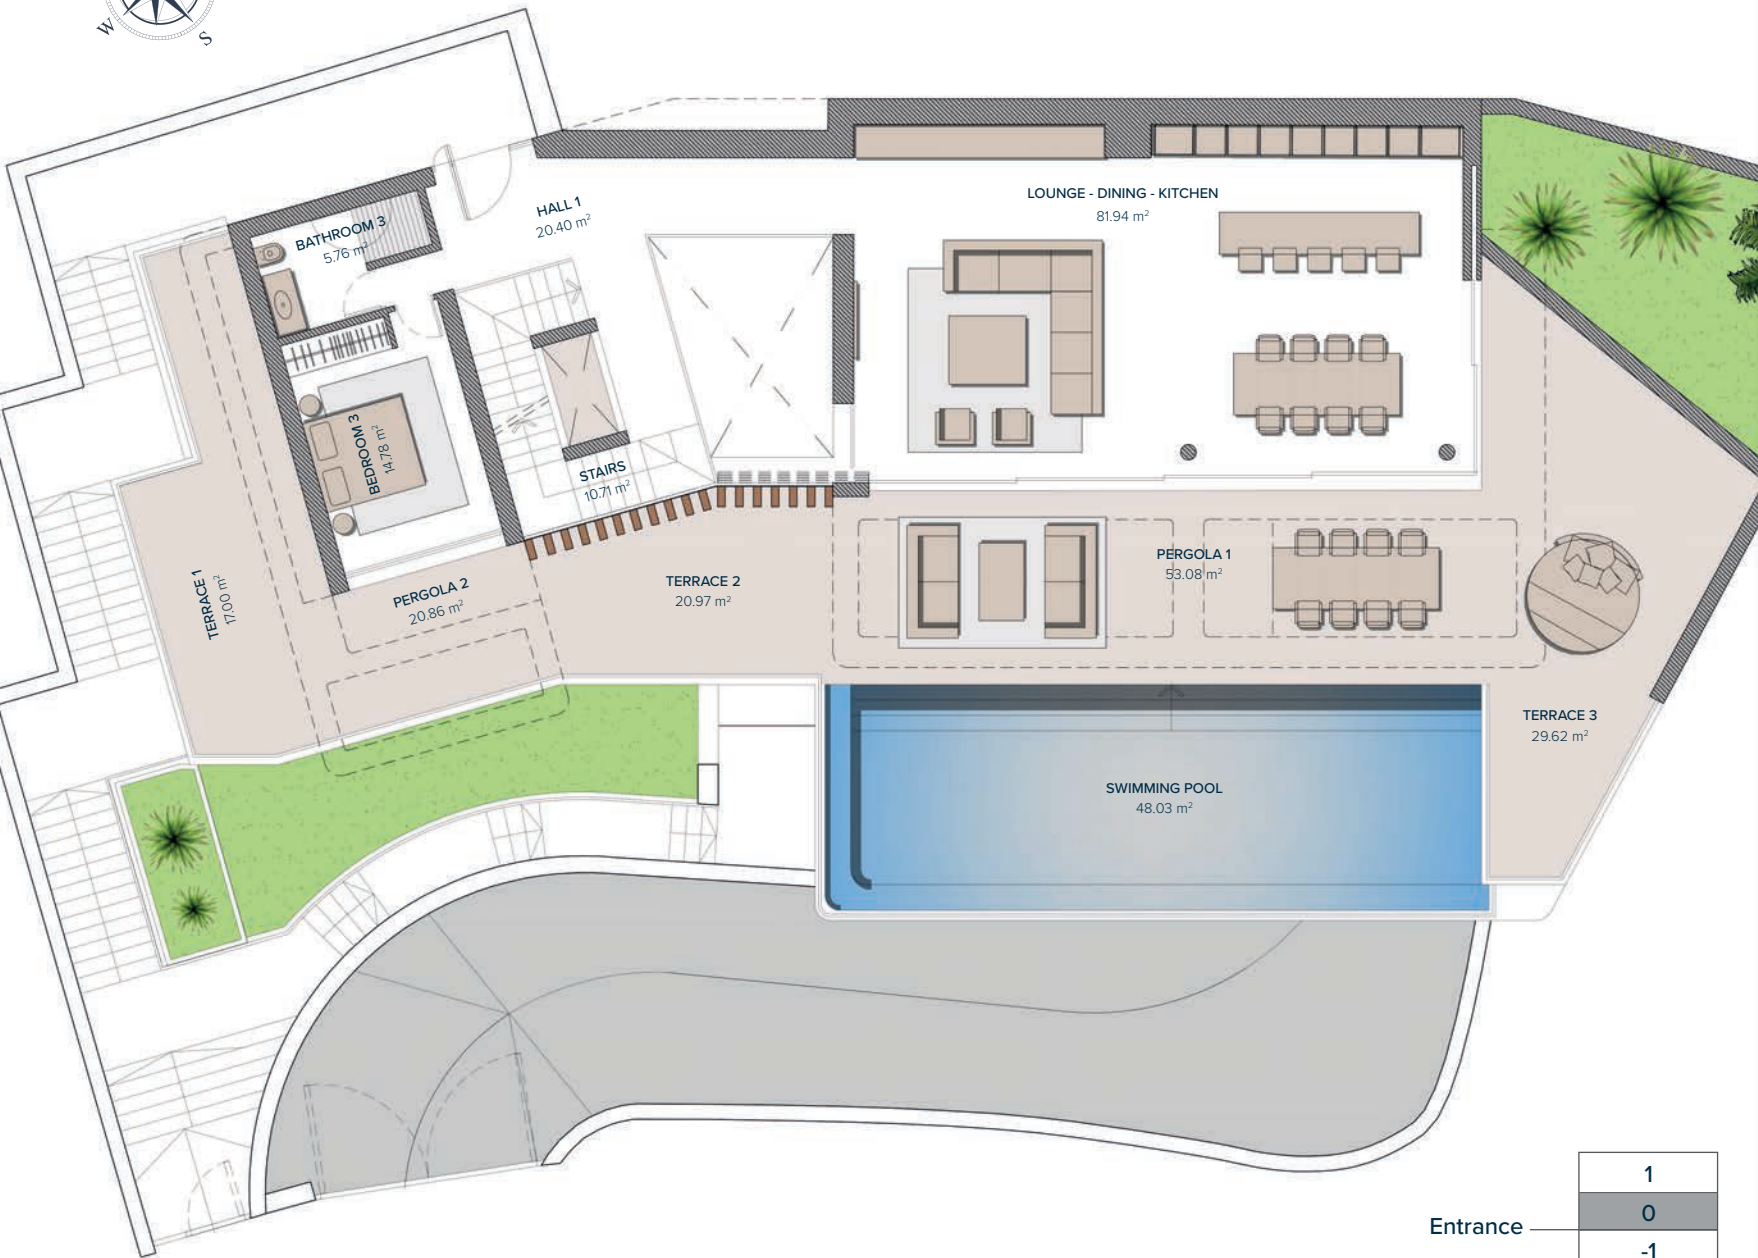 W
S
HALL 1
20.40 m²
LOUNGE - DINING - KITCHEN
81.94 m²
BATHROOM 3
5.76 m²
BEDROOM 3
14.78 m²
STAIRS
10.71 m²
TERRACE 1
17.00 m²
PERGOLA 2
20.86 m²
TERRACE 2
20.97 m²
PERGOLA 1
53.08 m²
TERRACE 3
29.62 m²
SWIMMING POOL
48.03 m²
1
0
Entrance
-1